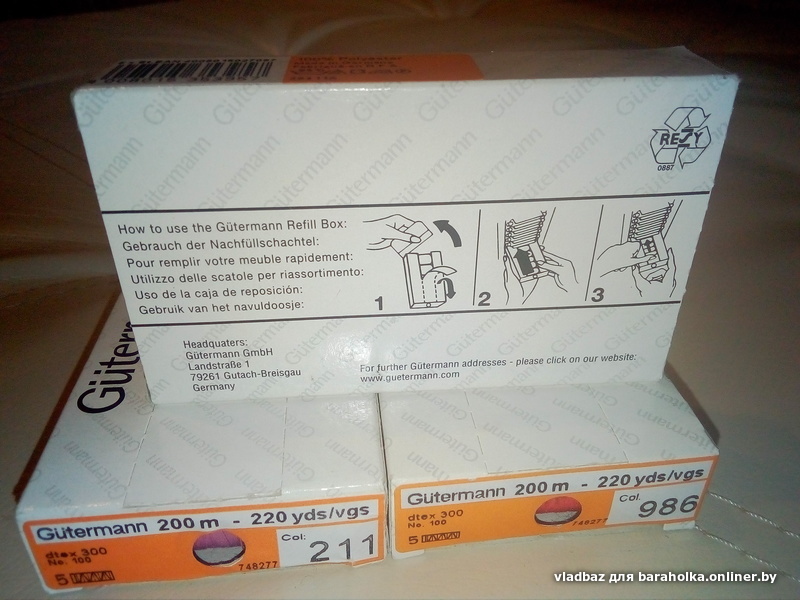 100% Polyester
RESY
0887
How to use the Gütermann Refill Box:
Gebrauch der Nachfüllschachtel:
Pour remplir votre meuble rapidement:
Utilizzo delle scatole per riassortimento:
Uso de la caja de reposición:
Gebruik van het navuldoosje:
1
2
3
Headquaters:
Gütermann GmbH
Landstraße 1
79261 Gutach-Breisgau
Germany
For further Gütermann addresses - please click on our website:
www.guetermann.com
Gütermann
Gütermann 200 m - 220 yds/vgs
dtex 300
No. 100
5
748277
Col:
211
Gütermann 200 m - 220 yds/vgs
dtex 300
No. 100
5
748277
Col.
986
vladbaz для baraholka.onliner.by